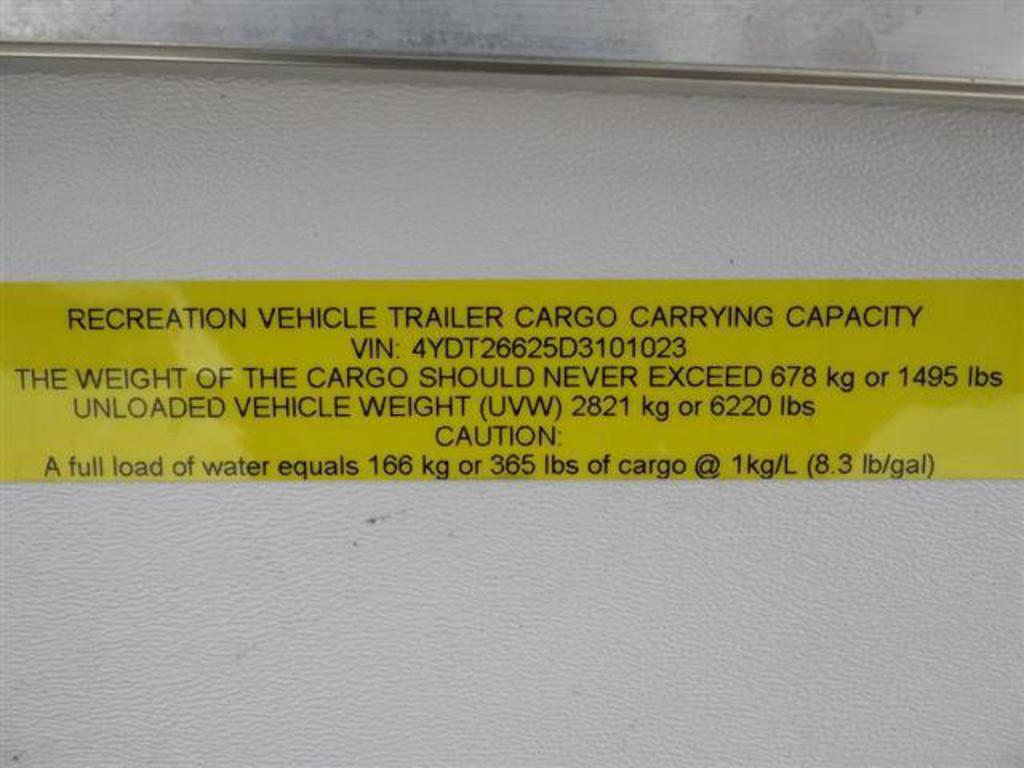 RECREATION VEHICLE TRAILER CARGO CARRYING CAPACITY
VIN: 4YDT26625D3101023
THE WEIGHT OF THE CARGO SHOULD NEVER EXCEED 678 kg or 1495 lbs
UNLOADED VEHICLE WEIGHT (UVW) 2821 kg or 6220 lbs
CAUTION:
A full load of water equals 166 kg or 365 lbs of cargo @ 1kg/L (8.3 lb/gal)